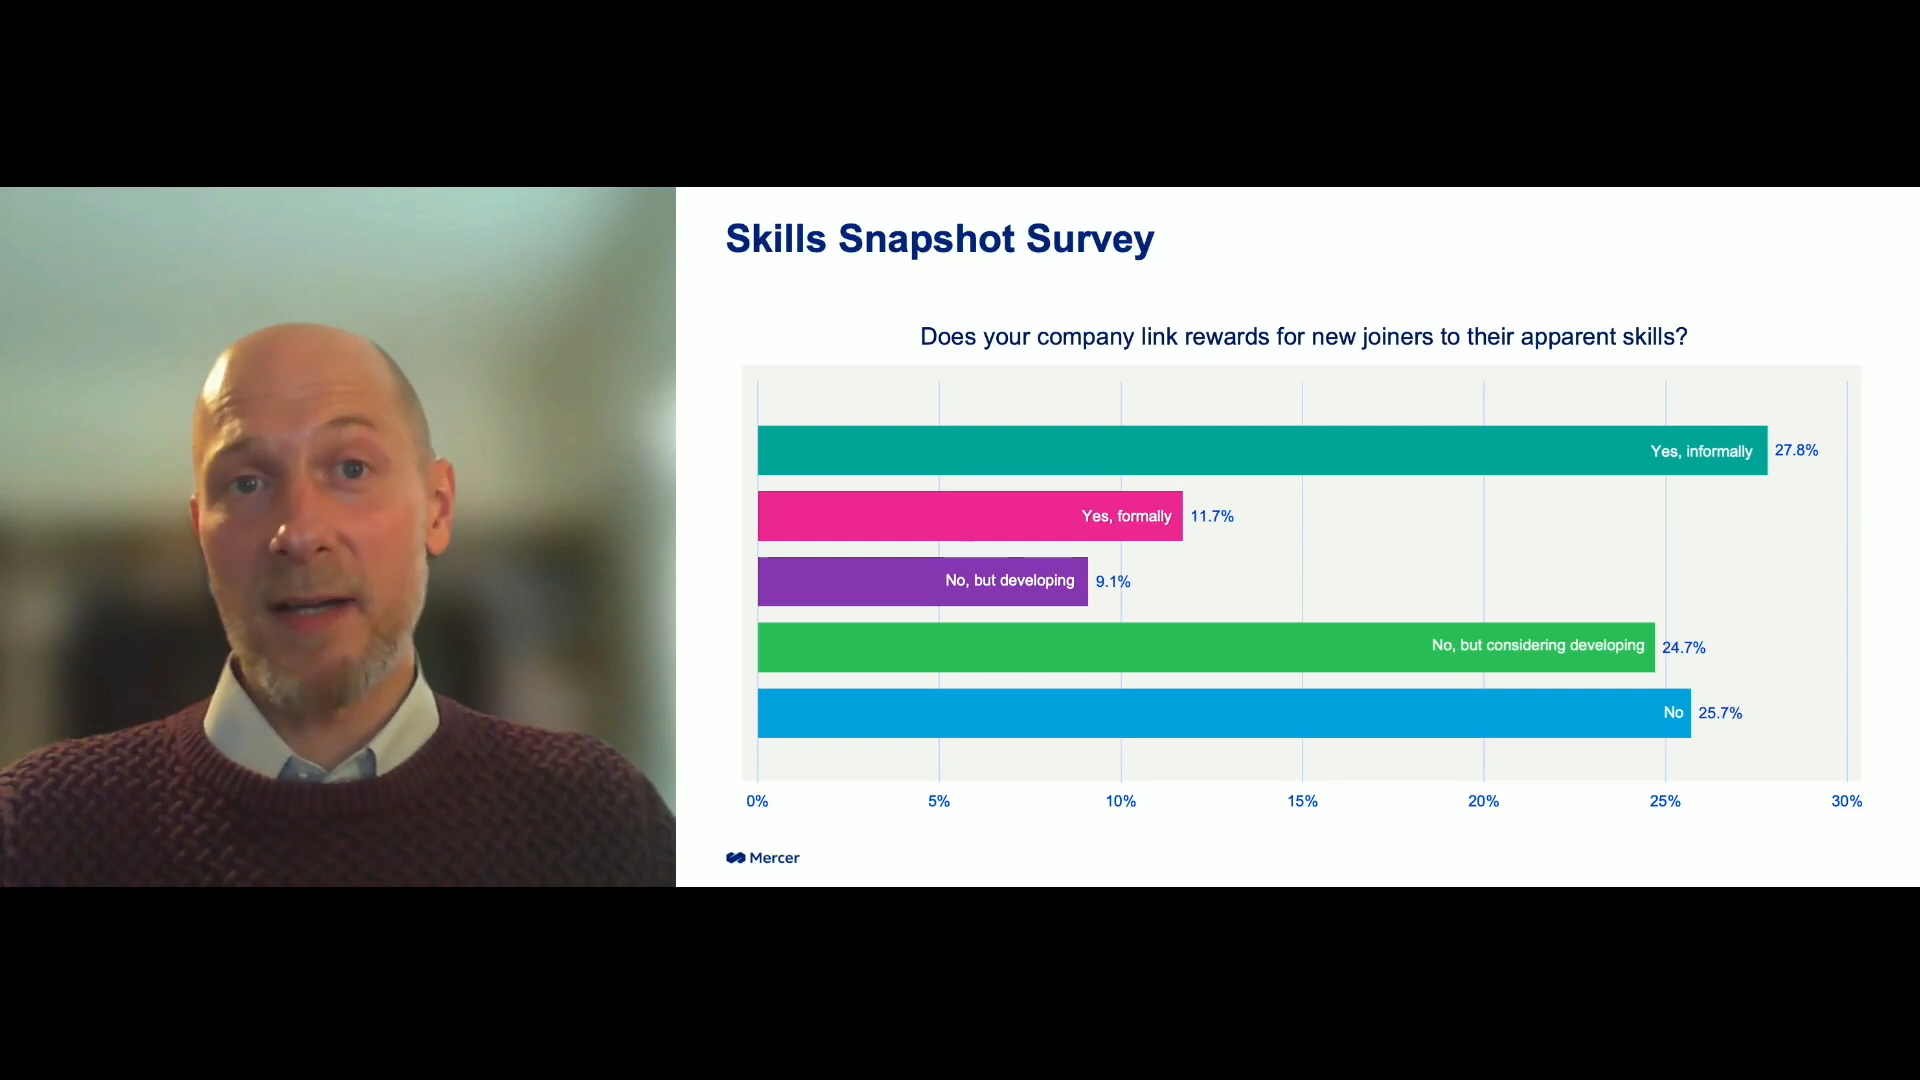 Skills Snapshot Survey
Does your company link rewards for new joiners to their apparent skills?
Yes, informally 27.8%
Yes, formally 11.7%
No, but developing 9.1%
No, but considering developing 24.7%
No 25.7%
0% 5% 10% 15% 20% 25% 30%
Mercer